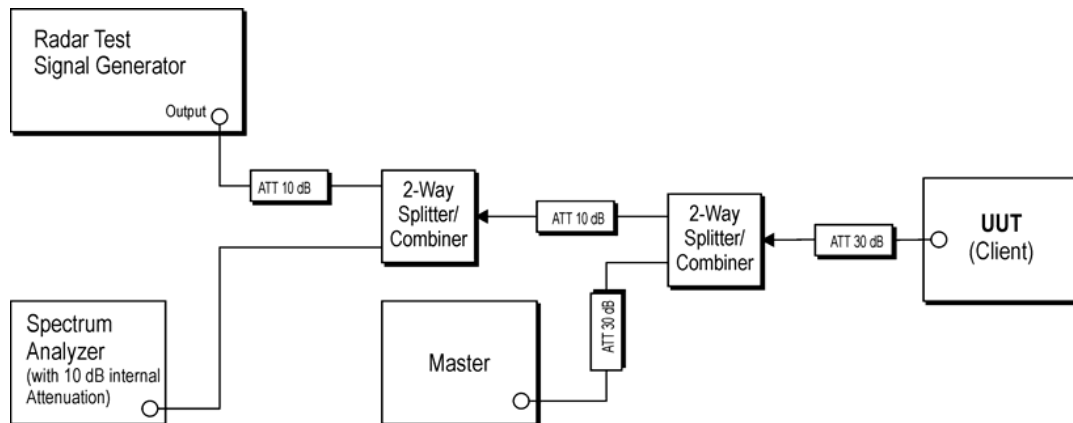 Radar Test
Signal Generator
Output
ATT 10 dB
2-Way
Splitter/
Combiner
ATT 10 dB
2-Way
Splitter/
Combiner
ATT 30 dB
UUT
(Client)
Spectrum
Analyzer
(with 10 dB internal
Attenuation)
Master
ATT 30 dB